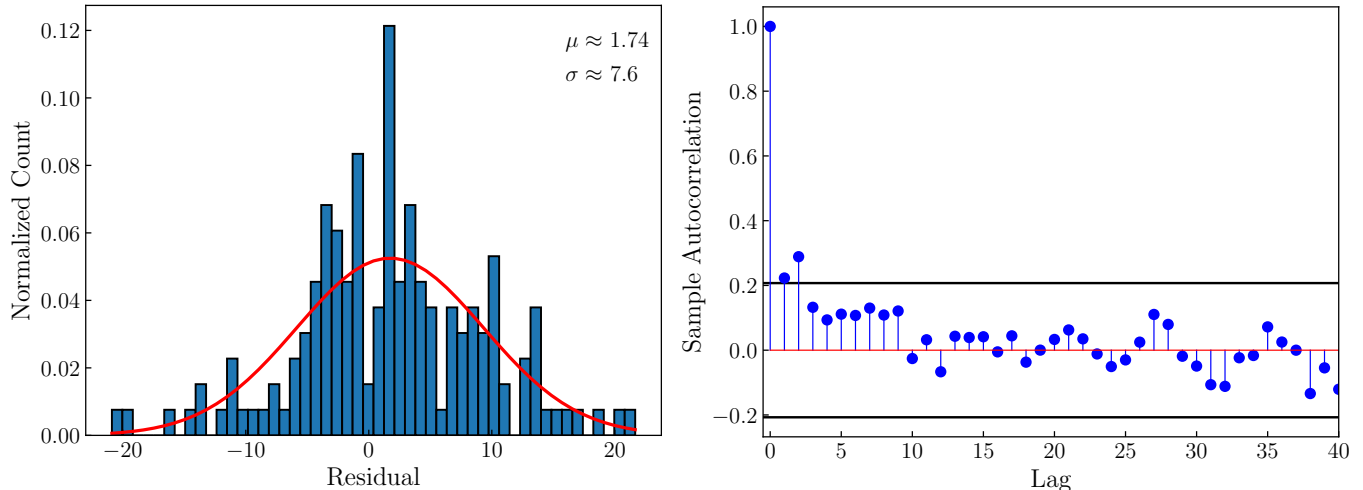 0.12
0.10
0.08
0.06
0.04
0.02
0.00
−20 −10 0 10 20
Residual
Normalized Count
μ ≈ 1.74
σ ≈ 7.6
1.0
0.8
0.6
0.4
0.2
0.0
−0.2
0 5 10 15 20 25 30 35 40
Lag
Sample Autocorrelation